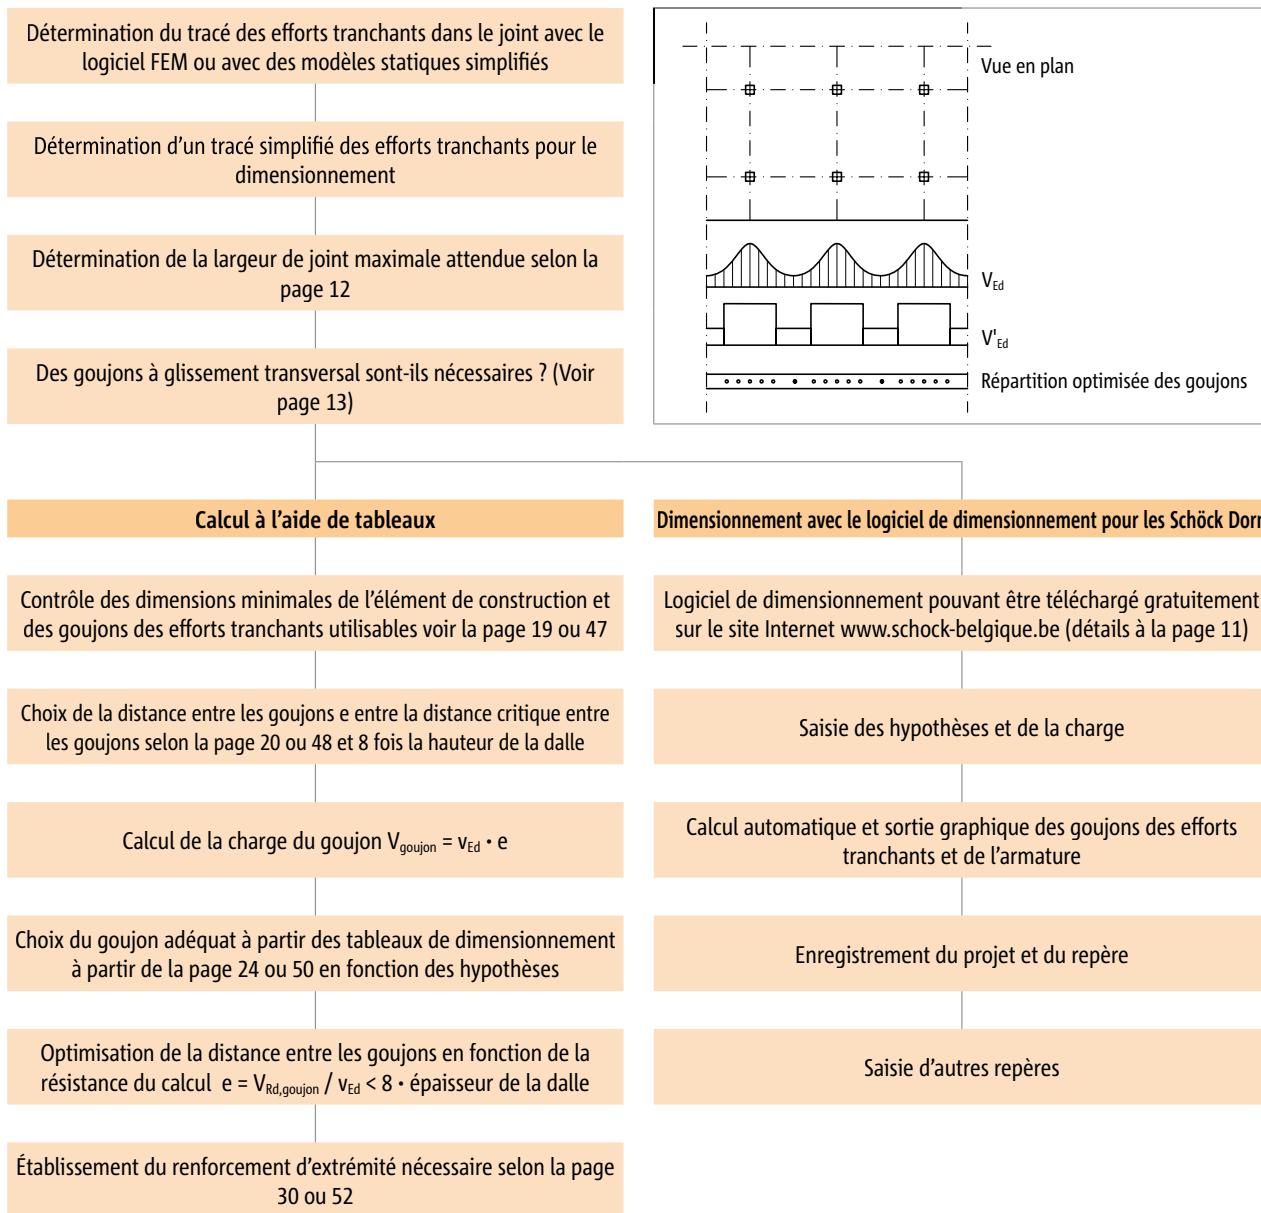 Détermination du tracé des efforts tranchants dans le joint avec le
logiciel FEM ou avec des modèles statiques simplifiés
Détermination d'un tracé simplifié des efforts tranchants pour le
dimensionnement
Détermination de la largeur de joint maximale attendue selon la
page 12
Des goujons à glissement transversal sont-ils nécessaires ? (Voir
page 13)
Vue en plan
VEd
V'Ed
Répartition optimisée des goujons
Calcul à l'aide de tableaux
Contrôle des dimensions minimales de l'élément de construction et
des goujons des efforts tranchants utilisables voir la page 19 ou 47
Choix de la distance entre les goujons e entre la distance critique entre
les goujons selon la page 20 ou 48 et 8 fois la hauteur de la dalle
Calcul de la charge du goujon Vgoujon = vEd • e
Choix du goujon adéquat à partir des tableaux de dimensionnement
à partir de la page 24 ou 50 en fonction des hypothèses
Optimisation de la distance entre les goujons en fonction de la
résistance du calcul e = VRd,goujon / vEd < 8 • épaisseur de la dalle
Établissement du renforcement d'extrémité nécessaire selon la page
30 ou 52
Dimensionnement avec le logiciel de dimensionnement pour les Schöck Dorn
Logiciel de dimensionnement pouvant être téléchargé gratuitement
sur le site Internet www.schock-belgique.be (détails à la page 11)
Saisie des hypothèses et de la charge
Calcul automatique et sortie graphique des goujons des efforts
tranchants et de l'armature
Enregistrement du projet et du repère
Saisie d'autres repères